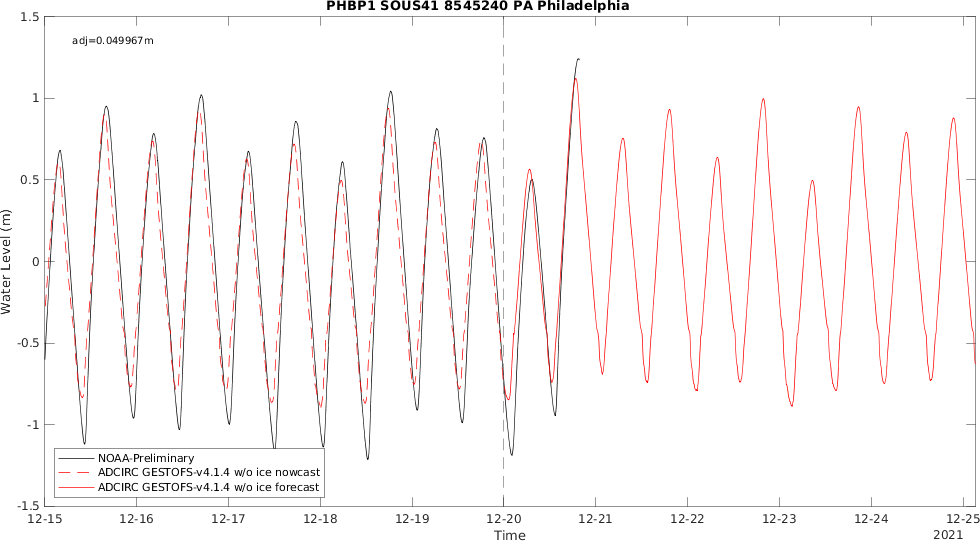 PHBP1 SOUS41 8545240 PA Philadelphia
adj=0.049967m
1.5
1
0.5
0
-0.5
-1
-1.5
Water Level (m)
NOAA-Preliminary
ADCIRC GESTOFS-v4.1.4 w/o ice nowcast
ADCIRC GESTOFS-v4.1.4 w/o ice forecast
12-15 12-16 12-17 12-18 12-19 12-20 12-21 12-22 12-23 12-24 12-25
Time
2021